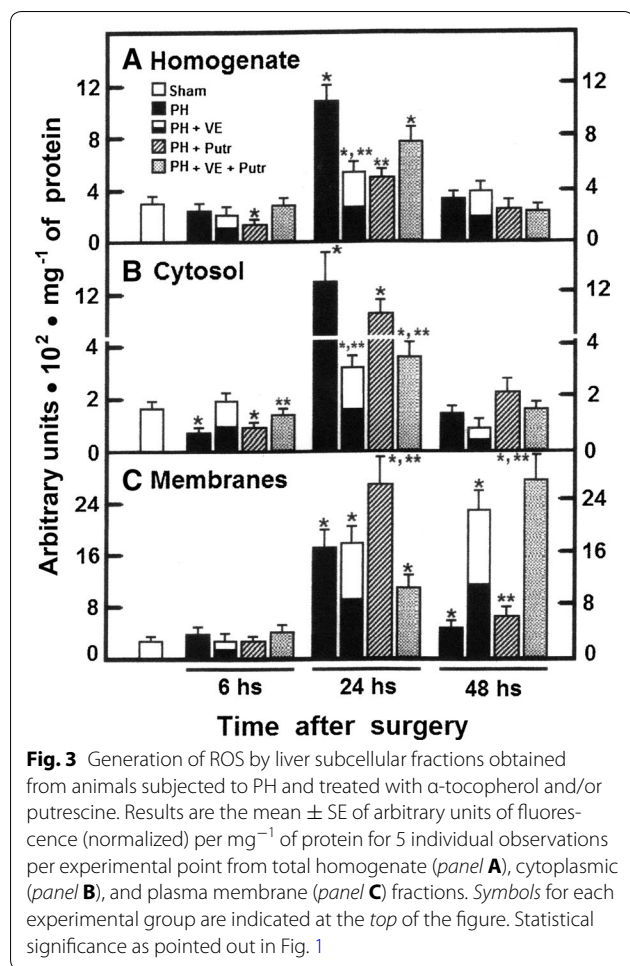 A Homogenate
Sham
PH
PH + VE
PH + Putr
PH + VE + Putr
12
8
4
0
12
8
4
0
*
*
*,**
**
*
B Cytosol
12
4
2
0
12
4
2
0
*
*
**
*
*,**
*
*,**
C Membranes
24
16
8
0
24
16
8
0
*
*
*,**
*
*
*
**
*,**
Arbitrary units • 10² • mg⁻¹ of protein
6 hs
24 hs
48 hs
Time after surgery
Fig. 3 Generation of ROS by liver subcellular fractions obtained
from animals subjected to PH and treated with α-tocopherol and/or
putrescine. Results are the mean ± SE of arbitrary units of fluores-
cence (normalized) per mg⁻¹ of protein for 5 individual observations
per experimental point from total homogenate (panel A), cytoplasmic
(panel B), and plasma membrane (panel C) fractions. Symbols for each
experimental group are indicated at the top of the figure. Statistical
significance as pointed out in Fig. 1